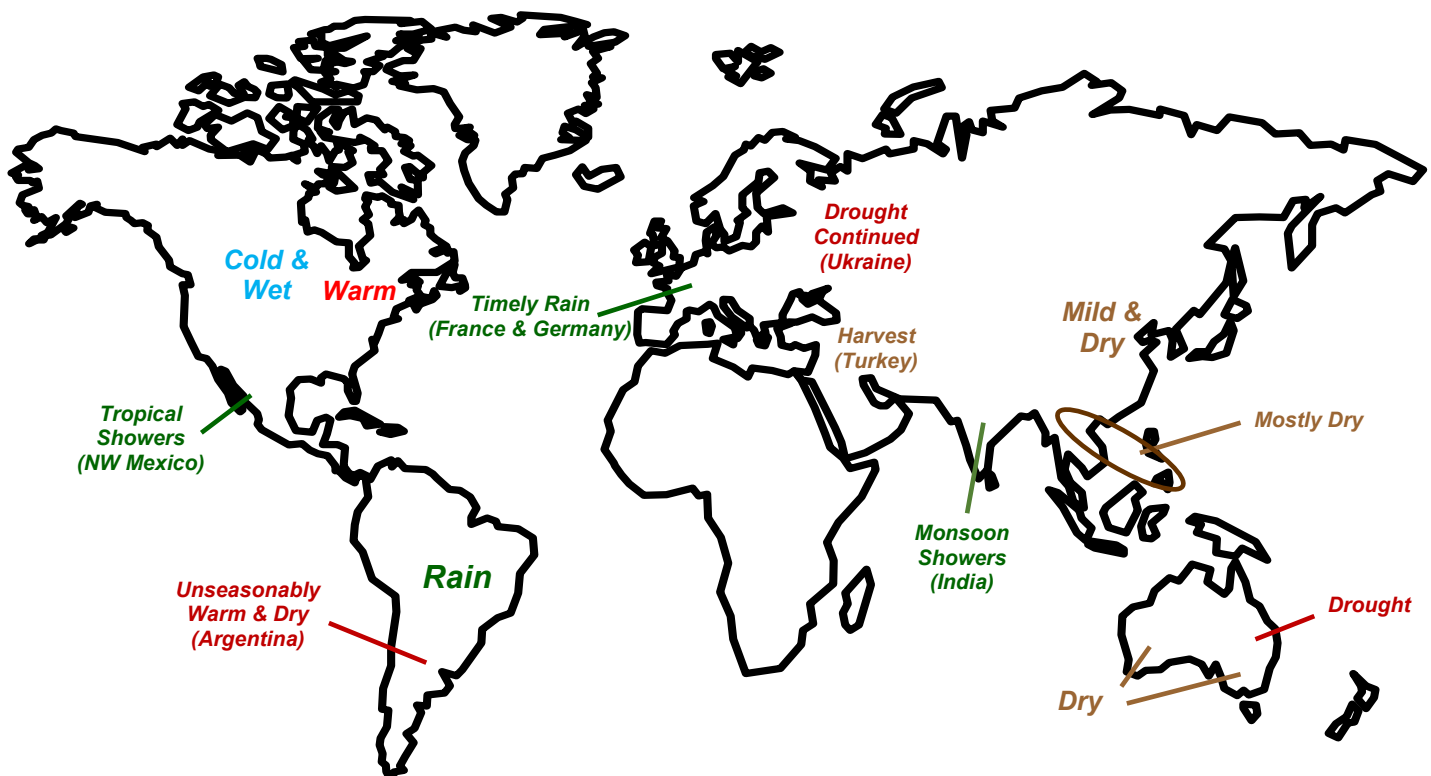 Cold &
Wet
Warm
Drought
Continued
(Ukraine)
Timely Rain
(France & Germany)
Harvest
(Turkey)
Mild &
Dry
Tropical
Showers
(NW Mexico)
Mostly Dry
Monsoon
Showers
(India)
Rain
Unseasonably
Warm & Dry
(Argentina)
Drought
Dry